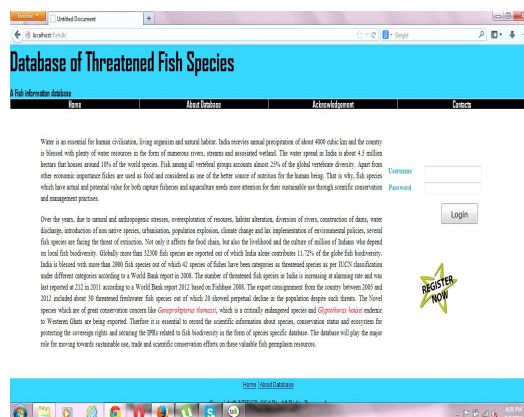 Firefox
Untitled Document
+
localhost/fishdb/
Google
Database of Threatened Fish Species
A Fish information database
Home About Database Acknowledgement Contacts
Water is essential for human civilisation, living organism and natural habitat. India recevies annual precipitation of about 4000 cubic km and the country
is blessed with plenty of water resources in the form of numerous rivers, streams and assosiated wetland. The water spread in India is about 4.5 million
hectars that houses around 10% of the world species. Fish among all vertebral groups accounts almost 25% of the global vertebrate diversity. Apart from
other economic importance fishes are used as food and considered as one of the better source of nutrition for the human being. That is why, fish species
which have actual and potential value for both capture fisheries and aquaculture needs more attention for their sustainable use through scentific conservation
and management practises.
Username
Password
Login
Over the years, due to natural and anthropogenic stresses, overexplotation of resoures, habitat alteration, diversion of rivers, construction of dams, water
discharge, introduction of non native species, urbanisation, population explosion, climate change and lax implementation of environmental policies, several
fish species are facing the threat of extinction. Not only it affects the food chain, but also the livelihood and the culture of million of Indians who depend
on local fish biodiversity. Globally more than 32300 fish species are reported out of which India alone contributes 11.72% of the globe fish biodiversity.
India is blessed with more than 2900 fish species out of which 42 species of fishes have been categories as threatened species as per IUCN classification
under different categories according to a World Bank report in 2008. The number of threatened fish species in India is increasing at alarming rate and was
last reported at 212 in 2011 according to a World Bank report 2012 based on Fishbase 2008. The export consignment from the country between 2005 and
2012 included about 30 threatened freshwater fish species out of which 20 showed perpetual decline in the population despite such threats. The Novel
species which are of great conservation concern like Gonoproktopterus thomassi, which is a critically endangered species and Glyptothorax housei endemic
to Western Ghats are being exported. Therfore it is essential to record the scientific information about species, conservation status and ecosystem for
protecting the sovereign rights and securing the IPRs related to fish biodiversity in the form of species specific database. The database will play the major
role for moving towards sustainable use, trade and scientific conservation efforts on these valuable fish germplasm resources.
REGISTER
NOW
Home | About Database
4:20 PM